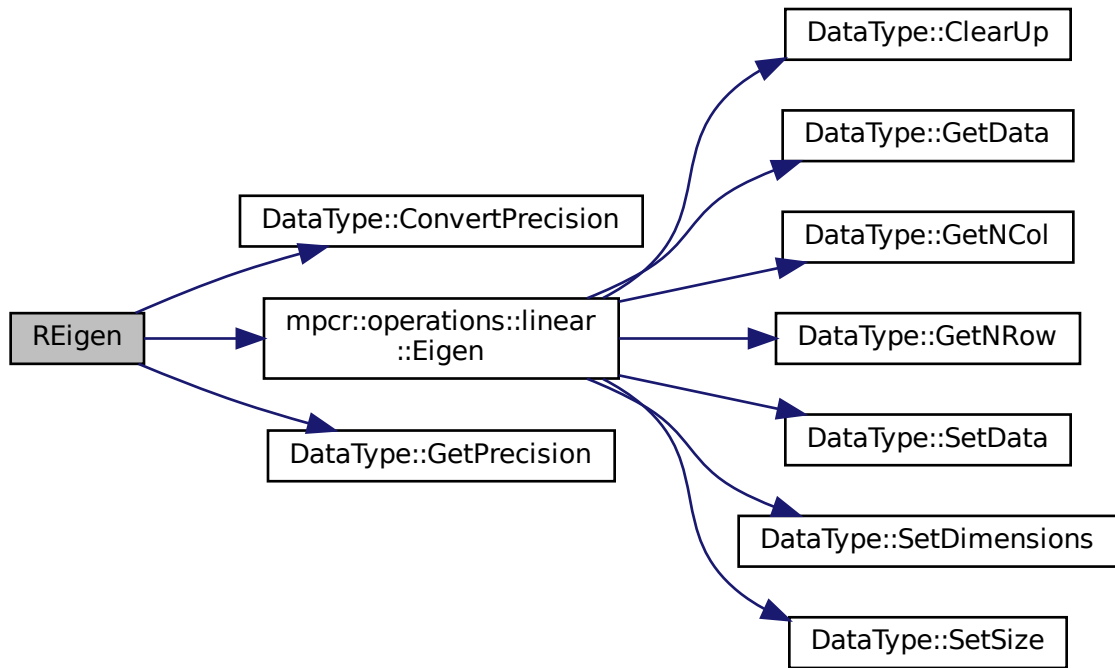 REigen
DataType::ConvertPrecision
mpcr::operations::linear
::Eigen
DataType::GetPrecision
DataType::ClearUp
DataType::GetData
DataType::GetNCol
DataType::GetNRow
DataType::SetData
DataType::SetDimensions
DataType::SetSize